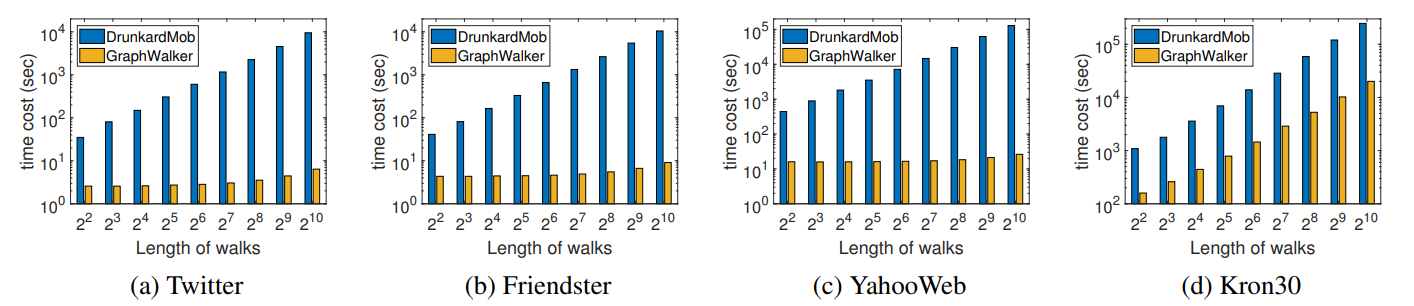 DrunkardMob
GraphWalker
time cost (sec)
10^4
10^3
10^2
10^1
10^0
2^2 2^3 2^4 2^5 2^6 2^7 2^8 2^9 2^10
Length of walks
(a) Twitter
DrunkardMob
GraphWalker
time cost (sec)
10^4
10^3
10^2
10^1
10^0
2^2 2^3 2^4 2^5 2^6 2^7 2^8 2^9 2^10
Length of walks
(b) Friendster
DrunkardMob
GraphWalker
time cost (sec)
10^5
10^4
10^3
10^2
10^1
10^0
2^2 2^3 2^4 2^5 2^6 2^7 2^8 2^9 2^10
Length of walks
(c) YahooWeb
DrunkardMob
GraphWalker
time cost (sec)
10^5
10^4
10^3
10^2
2^2 2^3 2^4 2^5 2^6 2^7 2^8 2^9 2^10
Length of walks
(d) Kron30